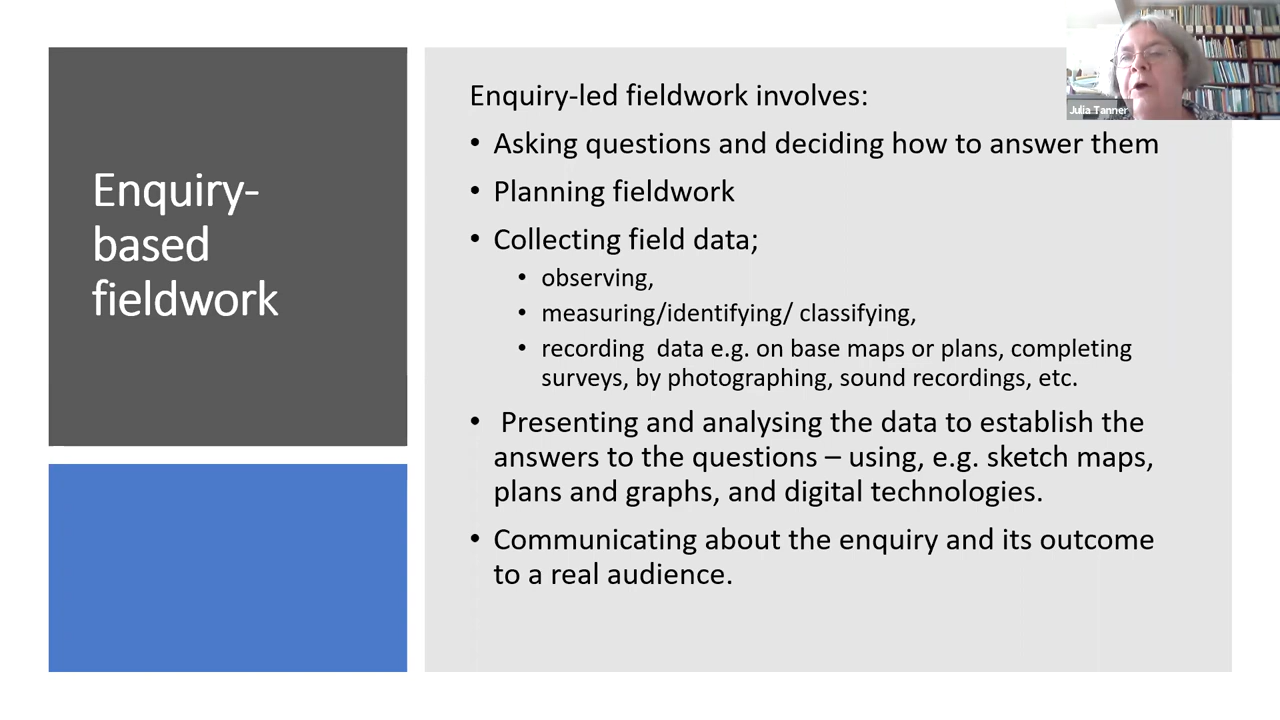 Enquiry-
based
fieldwork
Enquiry-led fieldwork involves:
• Asking questions and deciding how to answer them
• Planning fieldwork
• Collecting field data;
• observing,
• measuring/identifying/ classifying,
• recording  data e.g. on base maps or plans, completing
surveys, by photographing, sound recordings, etc.
•  Presenting and analysing the data to establish the
answers to the questions – using, e.g. sketch maps,
plans and graphs, and digital technologies.
• Communicating about the enquiry and its outcome
to a real audience.
Julia Tanner